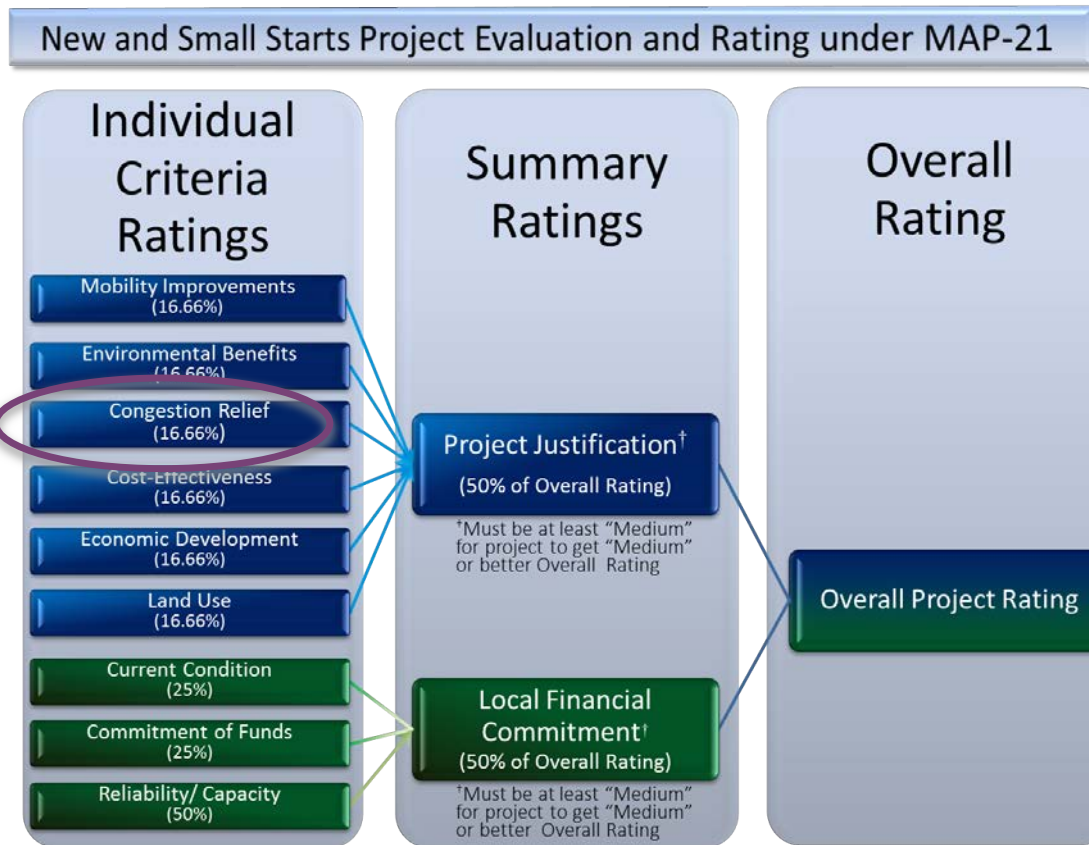 New and Small Starts Project Evaluation and Rating under MAP-21
Individual
Criteria
Ratings
Mobility Improvements
(16.66%)
Environmental Benefits
(16.66%)
Congestion Relief
(16.66%)
Cost-Effectiveness
(16.66%)
Economic Development
(16.66%)
Land Use
(16.66%)
Current Condition
(25%)
Commitment of Funds
(25%)
Reliability/ Capacity
(50%)
Summary
Ratings
Project Justification†
(50% of Overall Rating)
†Must be at least “Medium”
for project to get “Medium”
or better Overall Rating
Local Financial
Commitment†
(50% of Overall Rating)
†Must be at least “Medium”
for project to get “Medium”
or better Overall Rating
Overall
Rating
Overall Project Rating